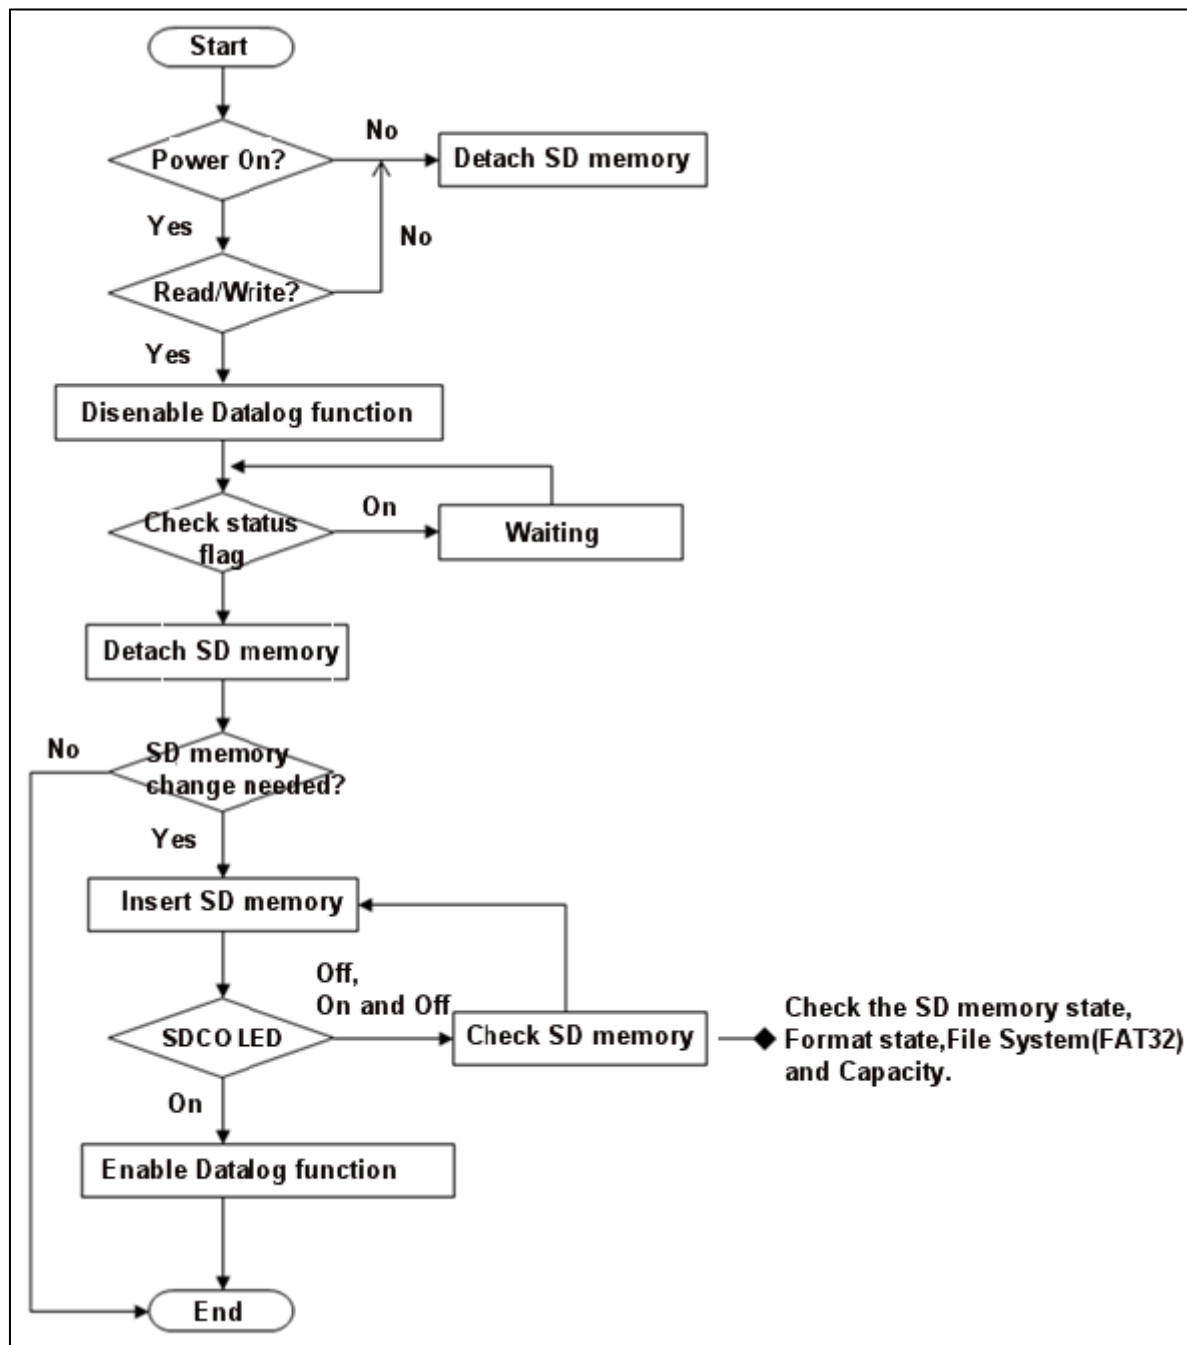 Start
No
Power On?
Detach SD memory
Yes
No
Read/Write?
Yes
Disenable Datalog function
On
Check status
flag
Waiting
Detach SD memory
No
SD memory
change needed?
Yes
Insert SD memory
Off,
On and Off
SDCO LED
Check SD memory
Check the SD memory state,
Format state,File System(FAT32)
and Capacity.
On
Enable Datalog function
End